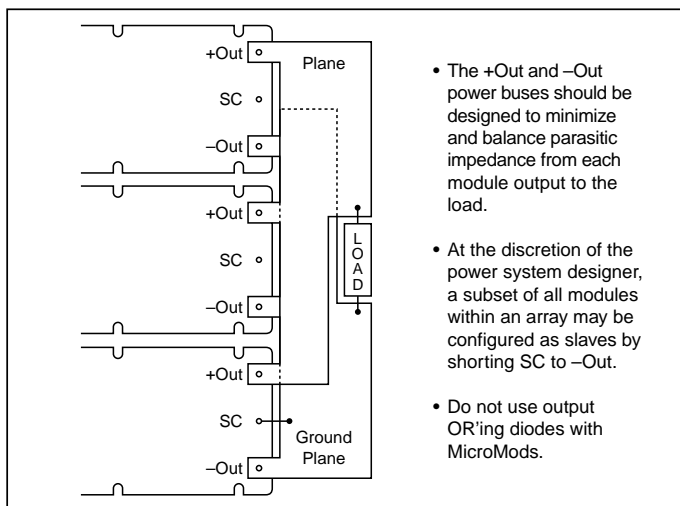 +Out
Plane
SC
–Out
+Out
SC
–Out
LOAD
+Out
SC
Ground
Plane
–Out
• The +Out and –Out
power buses should be
designed to minimize
and balance parasitic
impedance from each
module output to the
load.
• At the discretion of the
power system designer,
a subset of all modules
within an array may be
configured as slaves by
shorting SC to –Out.
• Do not use output
OR'ing diodes with
MicroMods.